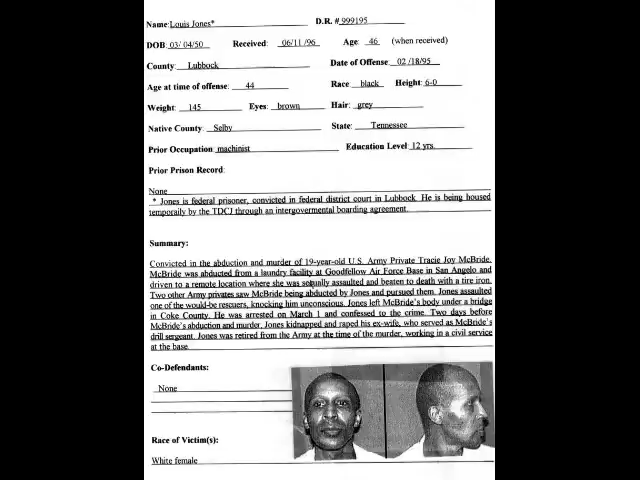 Name: Louis Jones* D.R. # 999195
DOB: 03/ 04/50 Received: 06/11 /96 Age: 46 (when received)
County: Lubbock Date of Offense: 02 /18/95
Age at time of offense: 44 Race: black Height: 6-0
Weight: 145 Eyes: brown Hair: grey
Native County: Selby State: Tennessee
Prior Occupation machinist Education Level 12 yrs.
Prior Prison Record:
None
* Jones is federal prisoner, convicted in federal district court in Lubbock. He is being housed
temporally by the TDCJ through an intergovermental boarding agreement.
Summary:
Convicted in the abduction and murder of 19-year-old U.S. Army Private Tracie Joy McBride.
McBride was abducted from a laundry facility at Goodfellow Air Force Base in San Angelo and
driven to a remote location where she was sexually assaulted and beaten to death with a tire iron.
Two other Army privates saw McBride being abducted by Jones and pursued them. Jones assaulted
one of the would-be rescuers, knocking him unconscious. Jones left McBride's body under a bridge
in Coke County. He was arrested on March 1 and confessed to the crime. Two days before
McBride's abduction and murder, Jones kidnapped and raped his ex-wife, who served as McBride's
drill sergeant. Jones was retired from the Army at the time of the murder, working in a civil service
at the base.
Co-Defendants:
None
Race of Victim(s):
White female